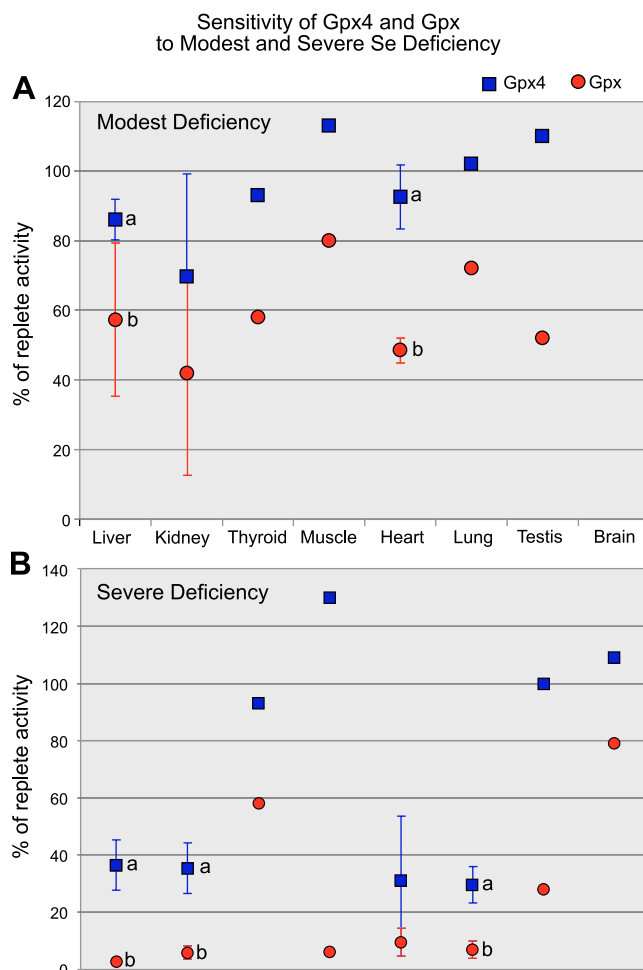 Sensitivity of Gpx4 and Gpx
to Modest and Severe Se Deficiency
A
Gpx4 Gpx
Modest Deficiency
% of replete activity
120
100
80
60
40
20
0
a
b
a
b
Liver Kidney Thyroid Muscle Heart Lung Testis Brain
B
Severe Deficiency
% of replete activity
140
120
100
80
60
40
20
0
a
a
a
b
b
b